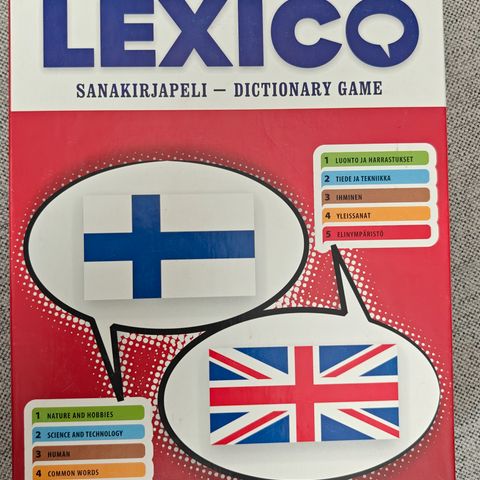 LEXICO
SANAKIRJAPELI — DICTIONARY GAME
1 LUONTO JA HARRASTUKSET
2 TIEDE JA TEKNIIKKA
3 IHMINEN
4 YLEISSANAT
5 ELINYMPÄRISTÖ
1 NATURE AND HOBBIES
2 SCIENCE AND TECHNOLOGY
3 HUMAN
4 COMMON WORDS